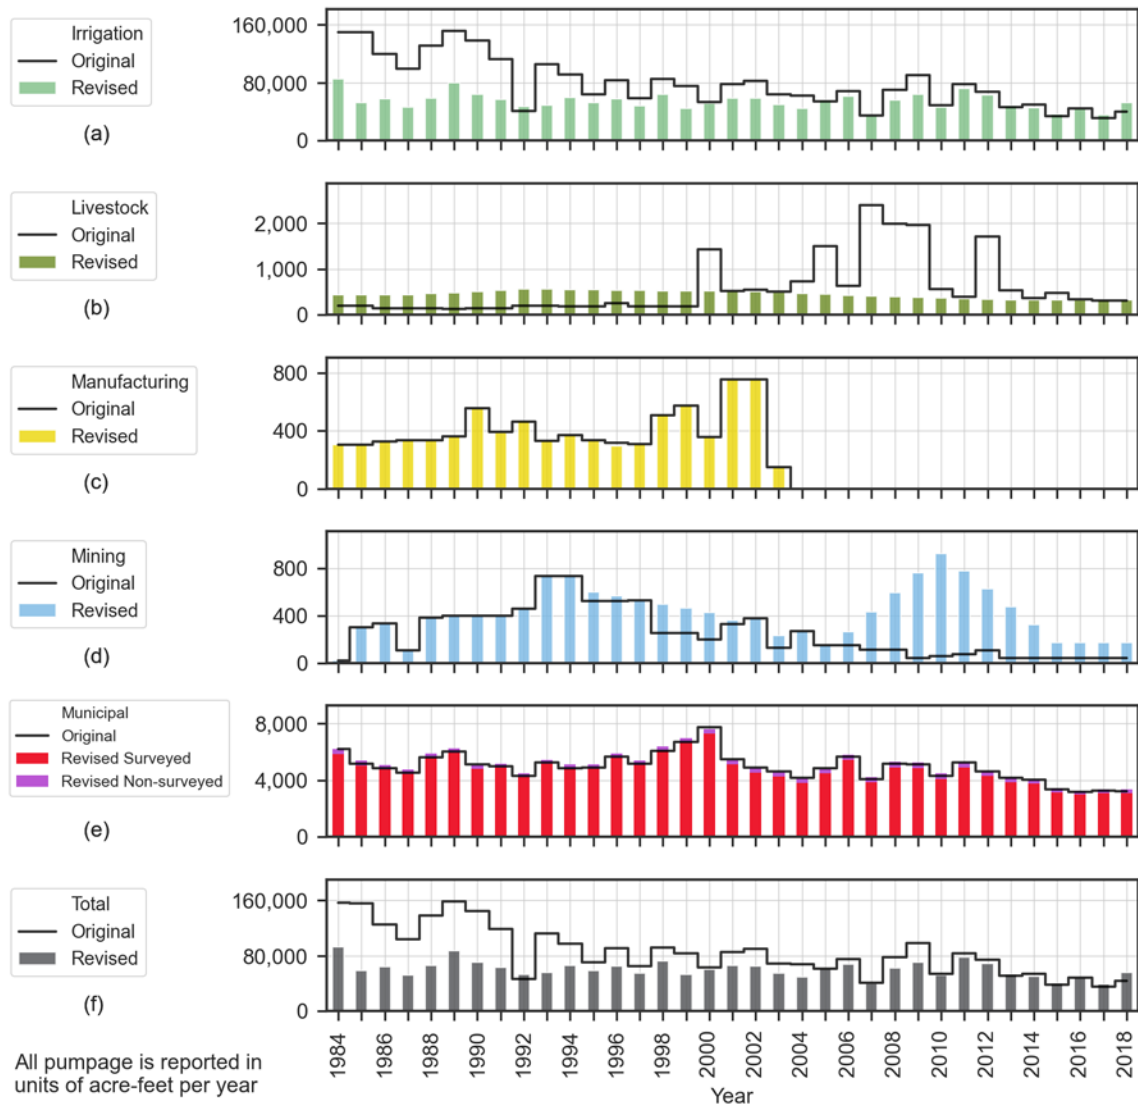 Irrigation
Original
Revised
(a)
160,000
80,000
0
Livestock
Original
Revised
(b)
2,000
1,000
0
Manufacturing
Original
Revised
(c)
800
400
0
Mining
Original
Revised
(d)
800
400
0
Municipal
Original
Revised Surveyed
Revised Non-surveyed
(e)
8,000
4,000
0
Total
Original
Revised
(f)
160,000
80,000
0
1984
1986
1988
1990
1992
1994
1996
1998
2000
2002
2004
2006
2008
2010
2012
2014
2016
2018
Year
All pumpage is reported in
units of acre-feet per year